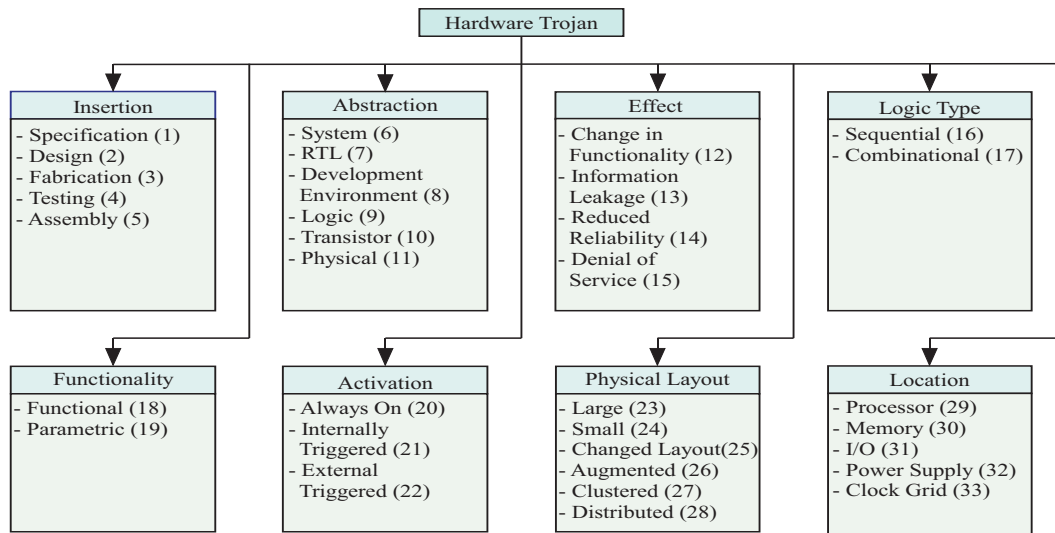 Hardware Trojan
Insertion
- Specification (1)
- Design (2)
- Fabrication (3)
- Testing (4)
- Assembly (5)
Abstraction
- System (6)
- RTL (7)
- Development
Environment (8)
- Logic (9)
- Transistor (10)
- Physical (11)
Effect
- Change in
Functionality (12)
- Information
Leakage (13)
- Reduced
Reliability (14)
- Denial of
Service (15)
Logic Type
- Sequential (16)
- Combinational (17)
Functionality
- Functional (18)
- Parametric (19)
Activation
- Always On (20)
- Internally
Triggered (21)
- External
Triggered (22)
Physical Layout
- Large (23)
- Small (24)
- Changed Layout(25)
- Augmented (26)
- Clustered (27)
- Distributed (28)
Location
- Processor (29)
- Memory (30)
- I/O (31)
- Power Supply (32)
- Clock Grid (33)